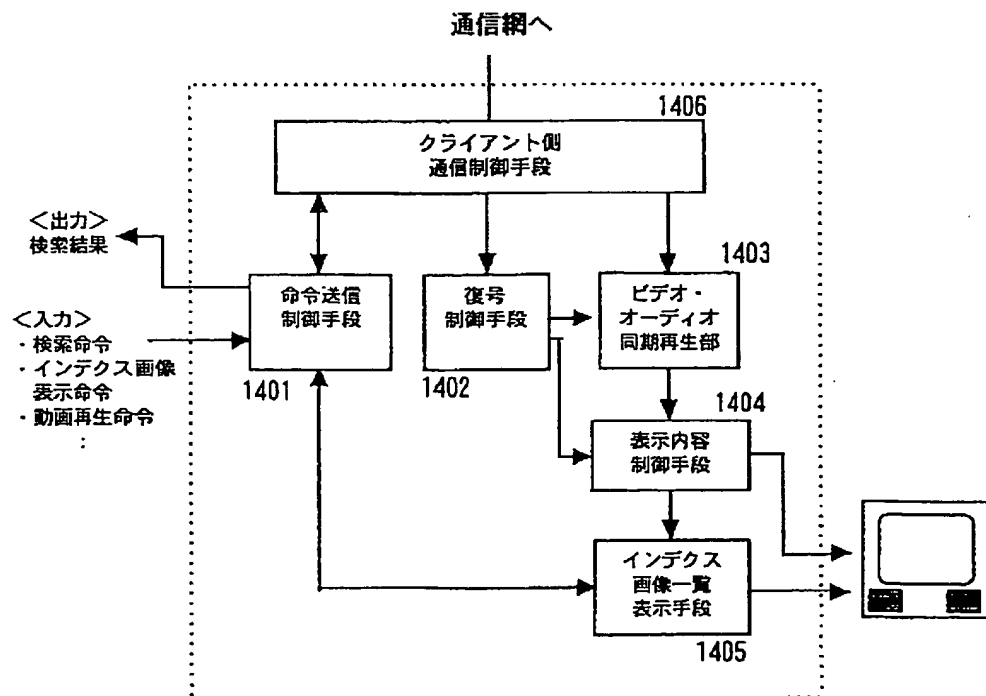 通信網へ
1406
クライアント側
通信制御手段
<出力>
検索結果
命令送信
制御手段
1401
復号
制御手段
1402
1403
ビデオ・
オーディオ
同期再生部
<入力>
・検索命令
・インデクス画像
表示命令
・動画再生命令
:
1404
表示内容
制御手段
インデクス
画像一覧
表示手段
1405